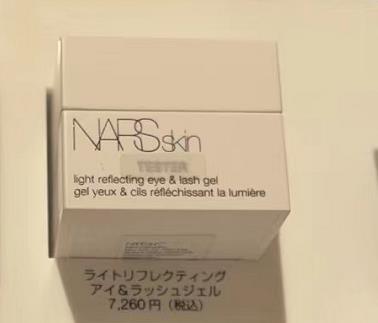 NARSskin
TESTER
light reflecting eye & lash gel
gel yeux & cils réfléchissant la lumière
ライトリフレクティング
アイ&ラッシュジェル
7,260円（税込）